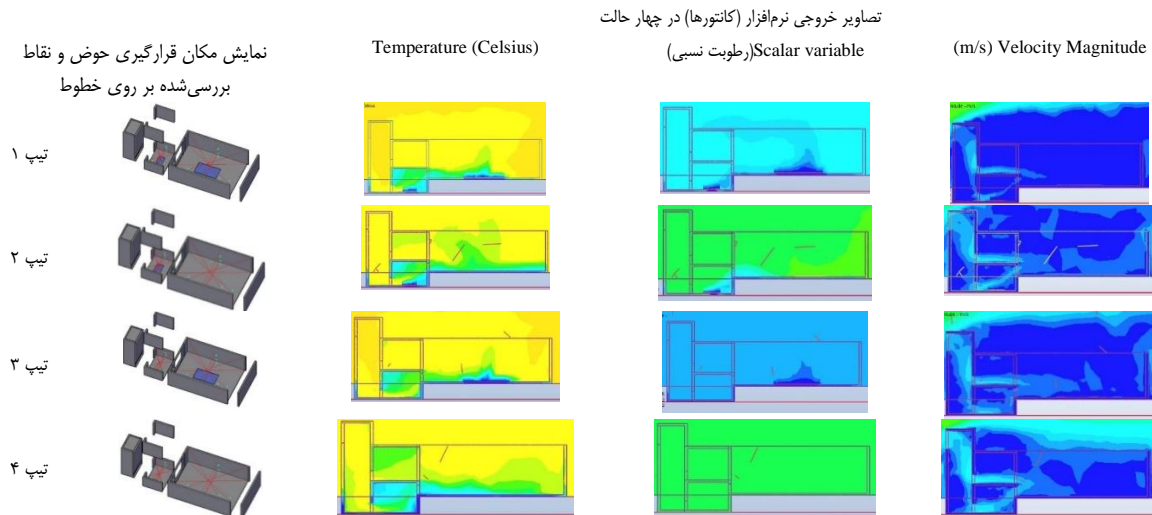 تصاویر خروجی نرم‌افزار (کانتورها) در چهار حالت
نمایش مکان قرارگیری حوض و نقاط
بررسی‌شده بر روی خطوط
Temperature (Celsius)
Scalar variable(رطوبت نسبی)
(m/s) Velocity Magnitude
تیپ ۱
تیپ ۲
تیپ ۳
تیپ ۴